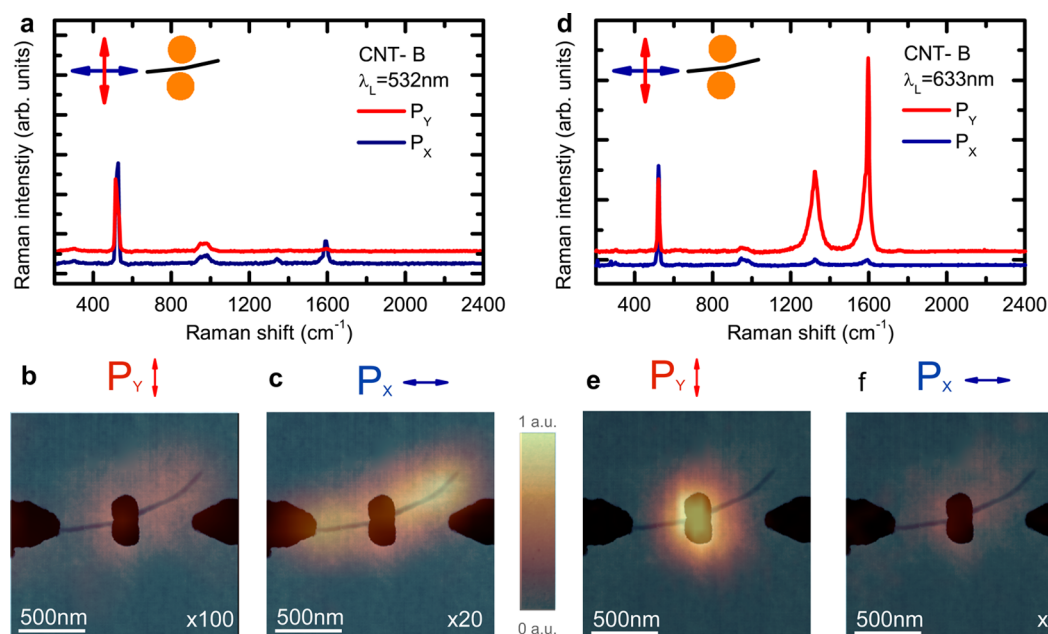 a
CNT- B
λL=532nm
PY
PX
Raman intenstiy (arb. units)
400 800 1200 1600 2000 2400
Raman shift (cm-1)
d
CNT- B
λL=633nm
PY
PX
Raman intensity (arb. units)
400 800 1200 1600 2000 2400
Raman shift (cm-1)
b PY
500nm x100
c PX
500nm x20
1 a.u.
0 a.u.
e PY
500nm
f PX
500nm x